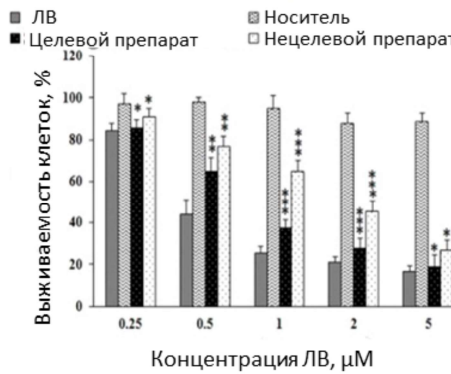 ЛВ Носитель
Целевой препарат Нецелевой препарат
Выживаемость клеток, %
120
100
80
60
40
20
0
* *
** **
*** ***
*** ***
* *
0.25 0.5 1 2 5
Концентрация ЛВ, µM